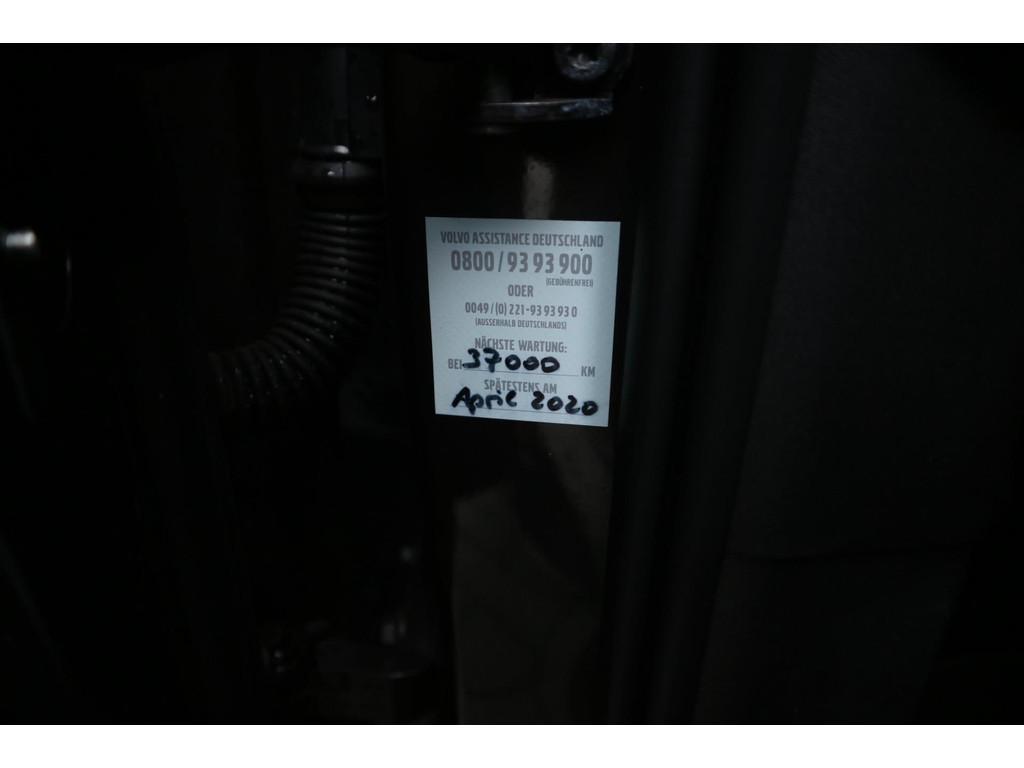 VOLVO ASSISTANCE DEUTSCHLAND
0800/93 93 900
(GEBÜHRENFREI)
ODER
0049/(0) 221-93 93 93 0
(AUSSERHALB DEUTSCHLANDS)
NÄCHSTE WARTUNG:
BEI 37000 KM
SPÄTESTENS AM
April 2020